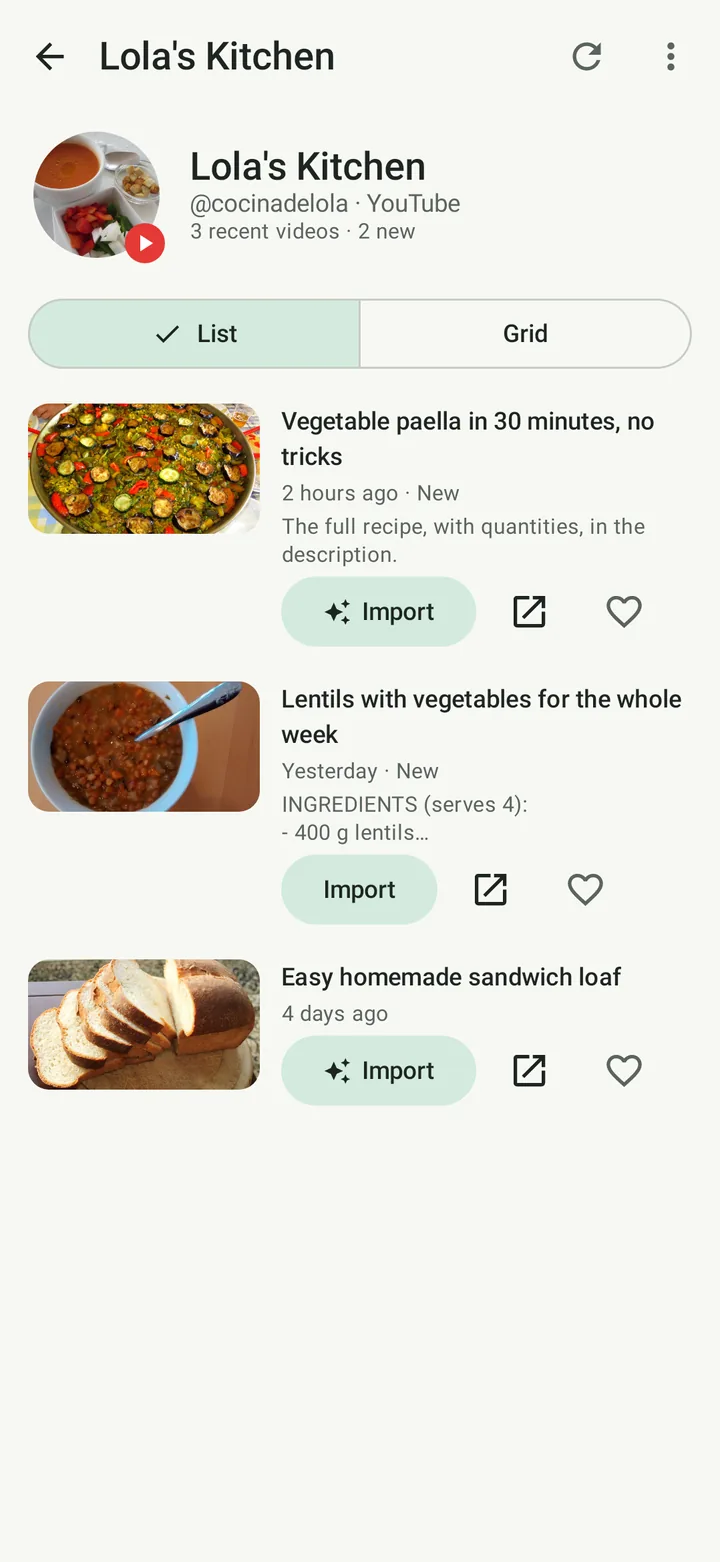 Lola's Kitchen
Lola's Kitchen
@cocinadelola · YouTube
3 recent videos · 2 new
List
Grid
Vegetable paella in 30 minutes, no
tricks
2 hours ago · New
The full recipe, with quantities, in the
description.
Import
Lentils with vegetables for the whole
week
Yesterday · New
INGREDIENTS (serves 4):
- 400 g lentils…
Import
Easy homemade sandwich loaf
4 days ago
Import